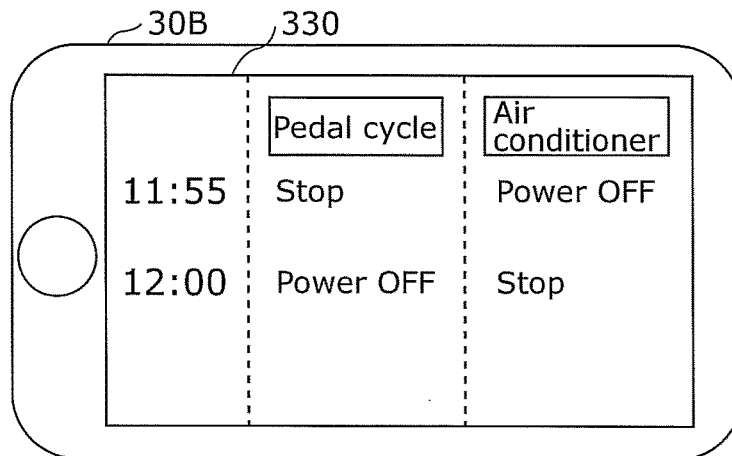 30B 330
Pedal cycle
Air
conditioner
11:55 Stop Power OFF
12:00 Power OFF Stop